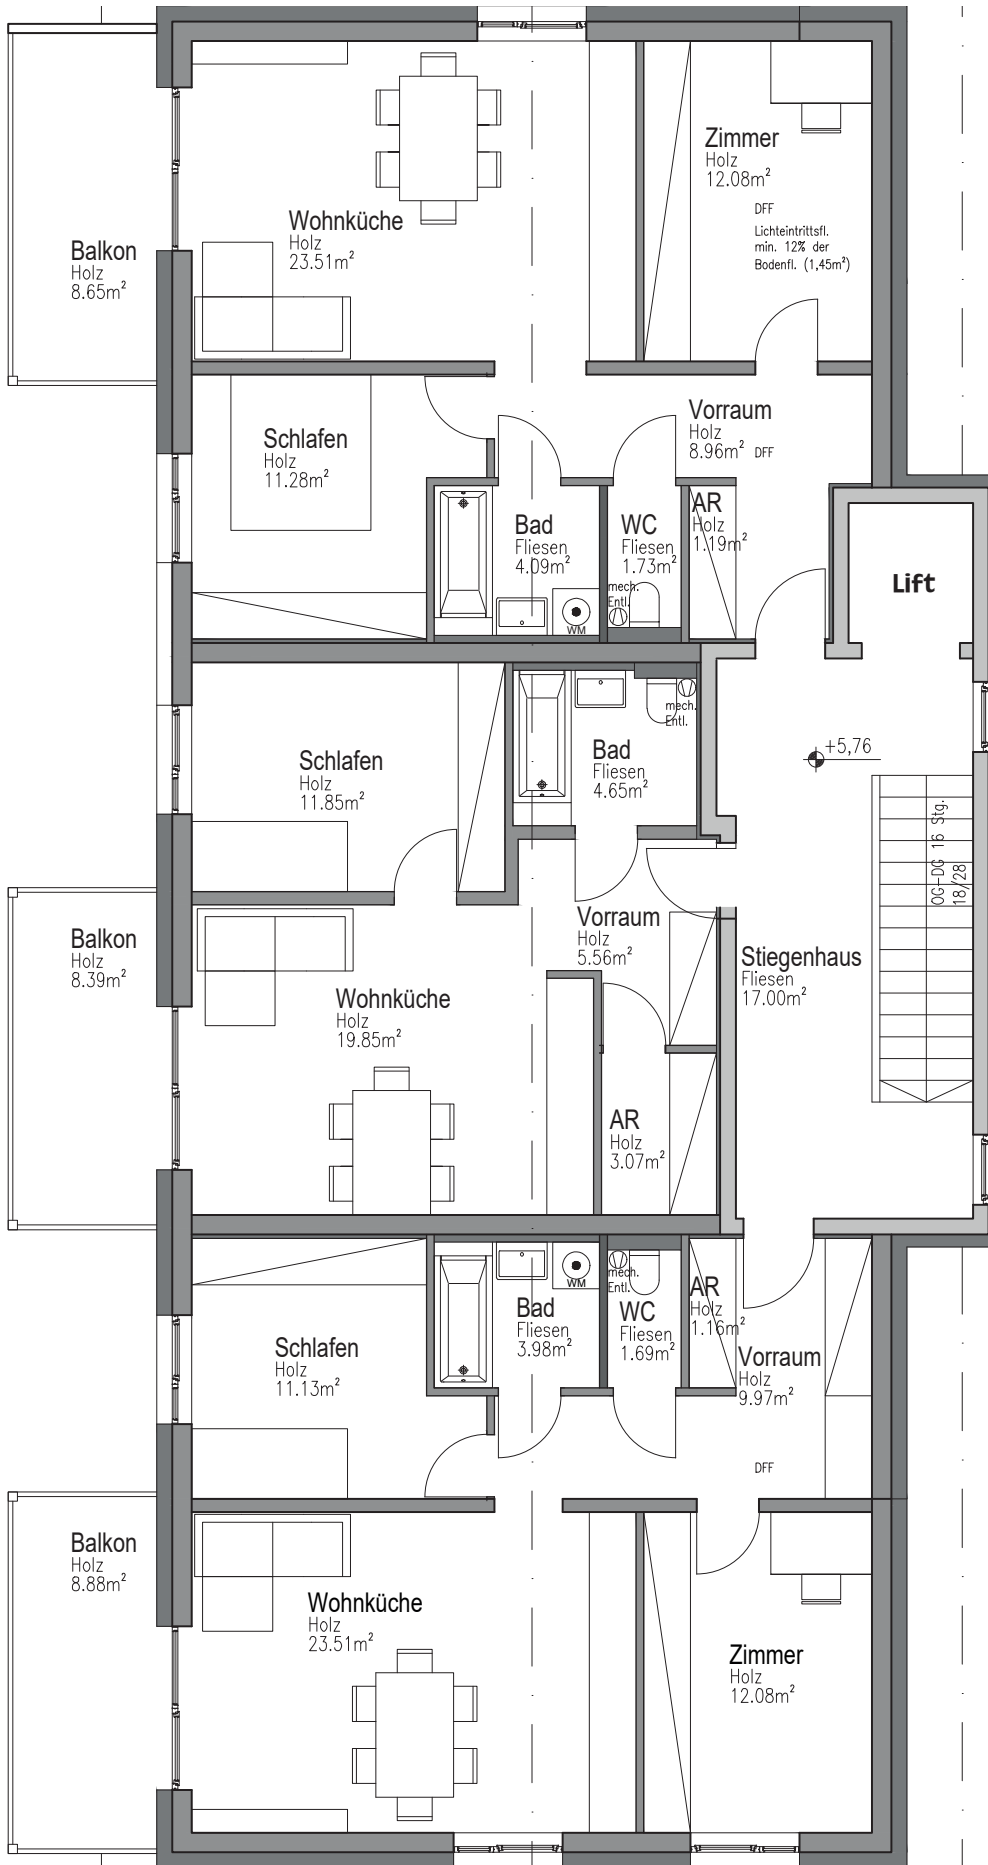 Zimmer
Holz
12.08m²
DFF
Lichteintrittsfl.
min. 12% der
Bodenfl. (1,45m²)
Wohnküche
Holz
23.51m²
Balkon
Holz
8.65m²
Vorraum
Holz
8.96m² DFF
Schlafen
Holz
11.28m²
Bad
Fliesen
4.09m²
WM
WC
Fliesen
1.73m²
mech.
Entl.
AR
Holz
1.19m²
Lift
Schlafen
Holz
11.85m²
Bad
Fliesen
4.65m²
mech.
Entl.
+5,76
OG-DG 16 Stg.
18/28
Balkon
Holz
8.39m²
Vorraum
Holz
5.56m²
Stiegenhaus
Fliesen
17.00m²
Wohnküche
Holz
19.85m²
AR
Holz
3.07m²
Schlafen
Holz
11.13m²
Bad
Fliesen
3.98m²
WM
mech.
Entl.
WC
Fliesen
1.69m²
AR
Holz
1.16m²
Vorraum
Holz
9.97m²
DFF
Balkon
Holz
8.88m²
Wohnküche
Holz
23.51m²
Zimmer
Holz
12.08m²